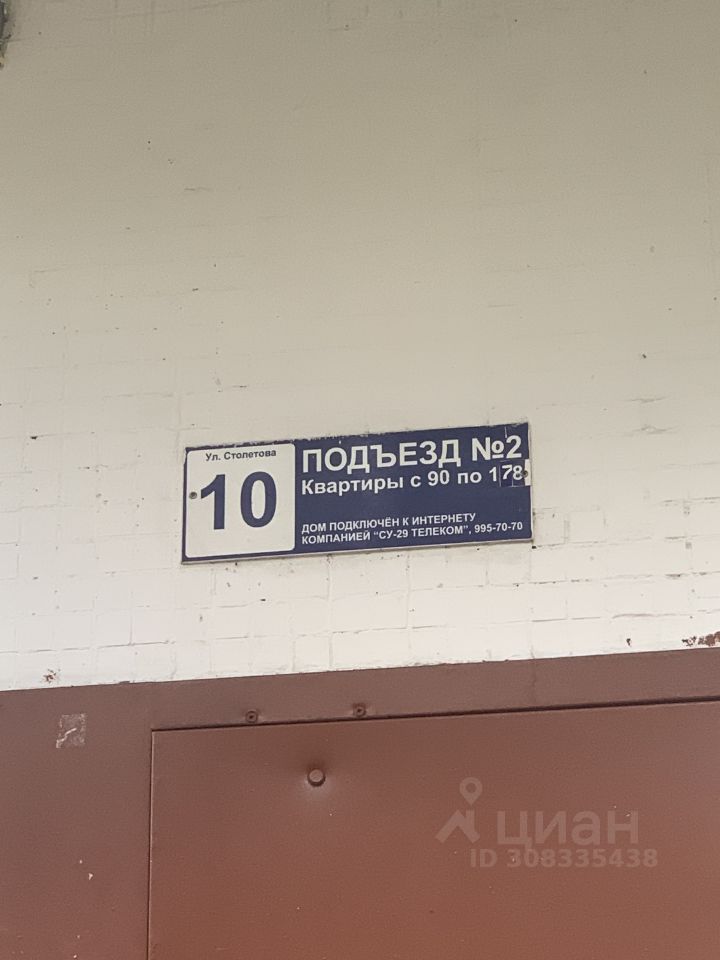 Ул. Столетова
10
ПОДЪЕЗД №2
Квартиры с 90 по 178
ДОМ ПОДКЛЮЧЁН К ИНТЕРНЕТУ
КОМПАНИЕЙ "СУ-29 ТЕЛЕКОМ", 995-70-70
циан
ID 308335438